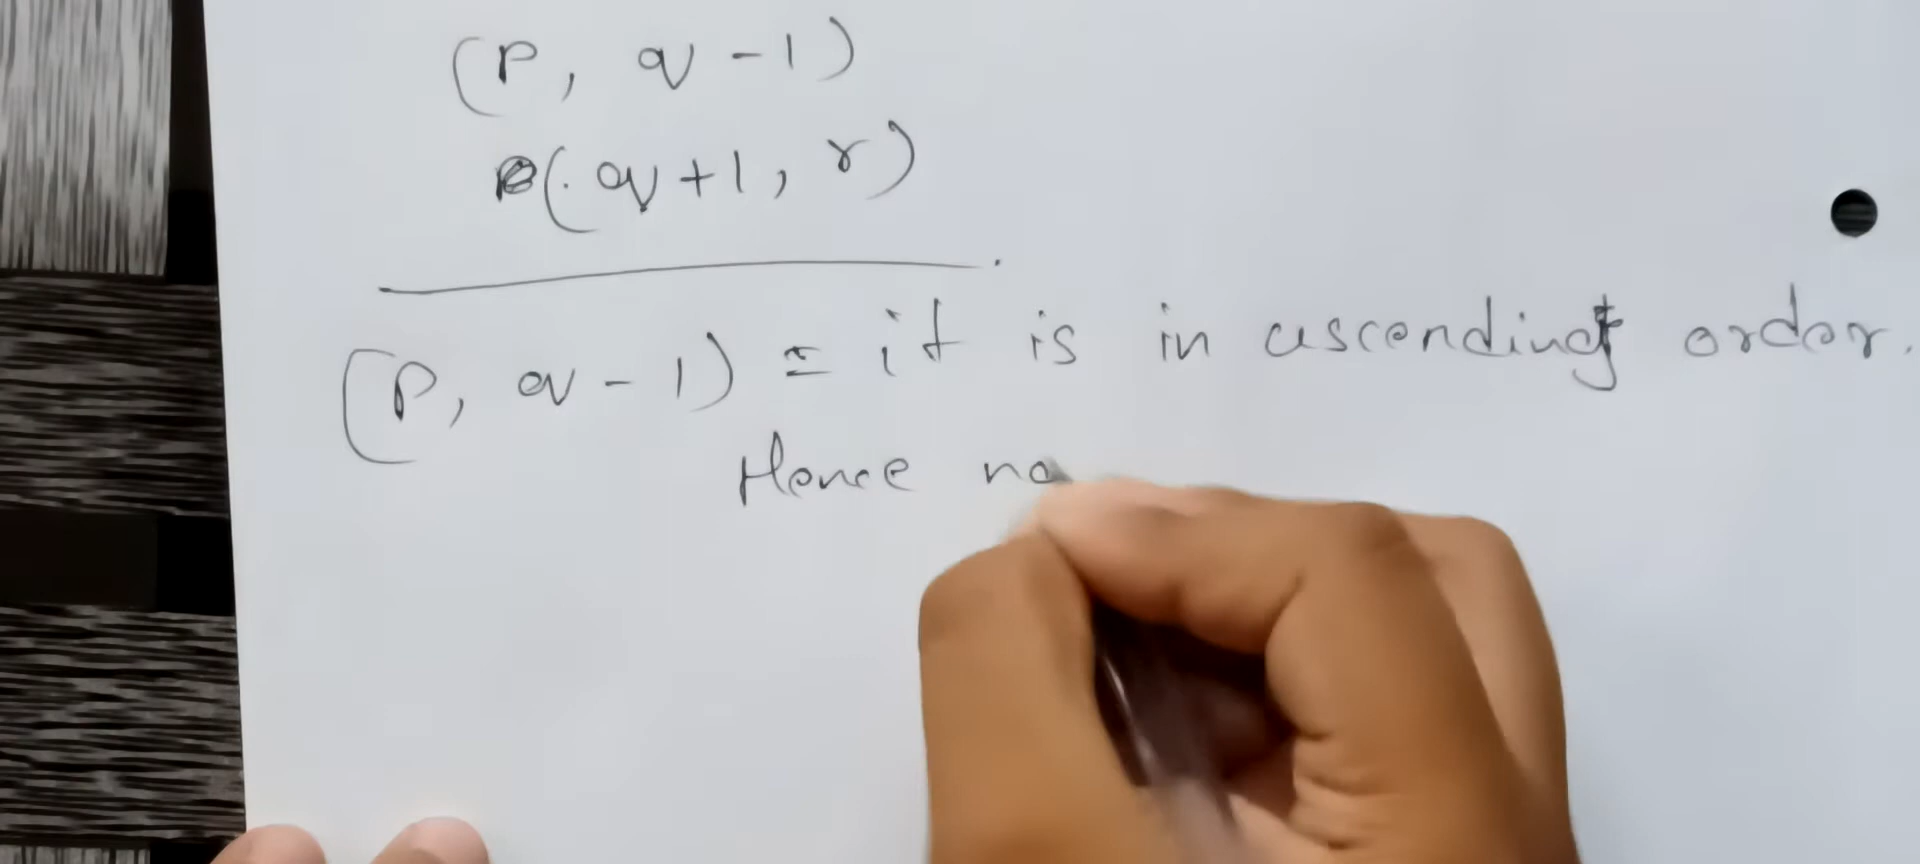 (P, q - 1)
(q + 1, r)
(P, q - 1) = it is in ascending order.
Hence no